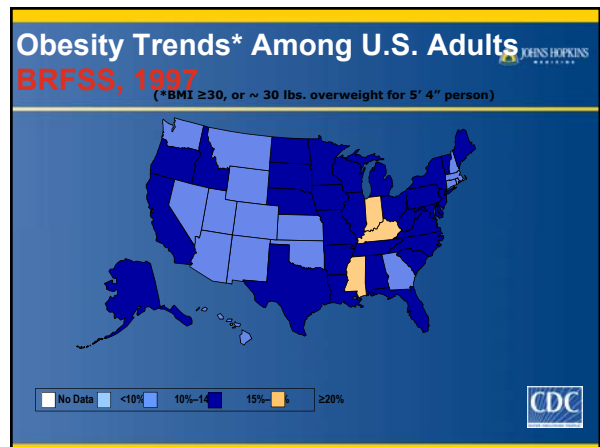 Obesity Trends* Among U.S. Adults
JOHNS HOPKINS
MEDICINE
BRFSS, 1997
(*BMI ≥30, or ~ 30 lbs. overweight for 5’ 4” person)
No Data <10% 10%–14 15%– % ≥20%
CDC